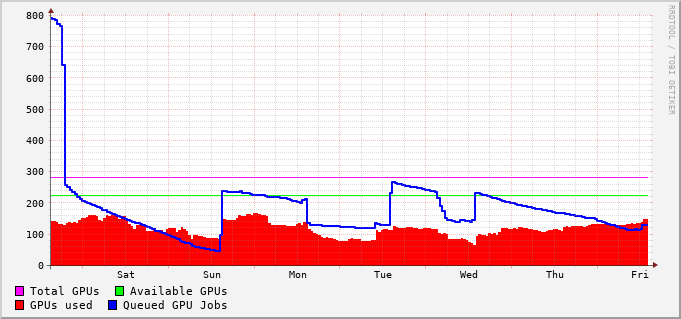 800
700
600
500
400
300
200
100
0
Sat Sun Mon Tue Wed Thu Fri
Total GPUs Available GPUs
GPUs used Queued GPU Jobs
RRDTOOL / TOBI OETIKER